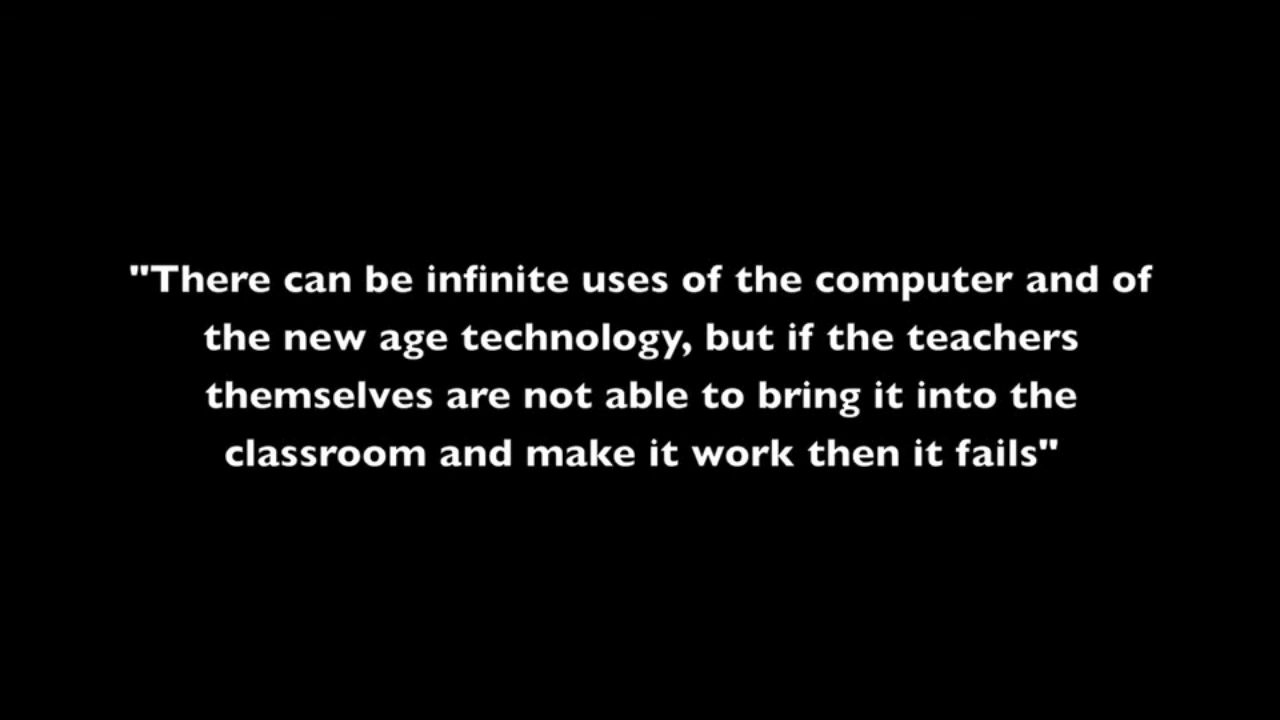 "There can be infinite uses of the computer and of
the new age technology, but if the teachers
themselves are not able to bring it into the
classroom and make it work then it fails"